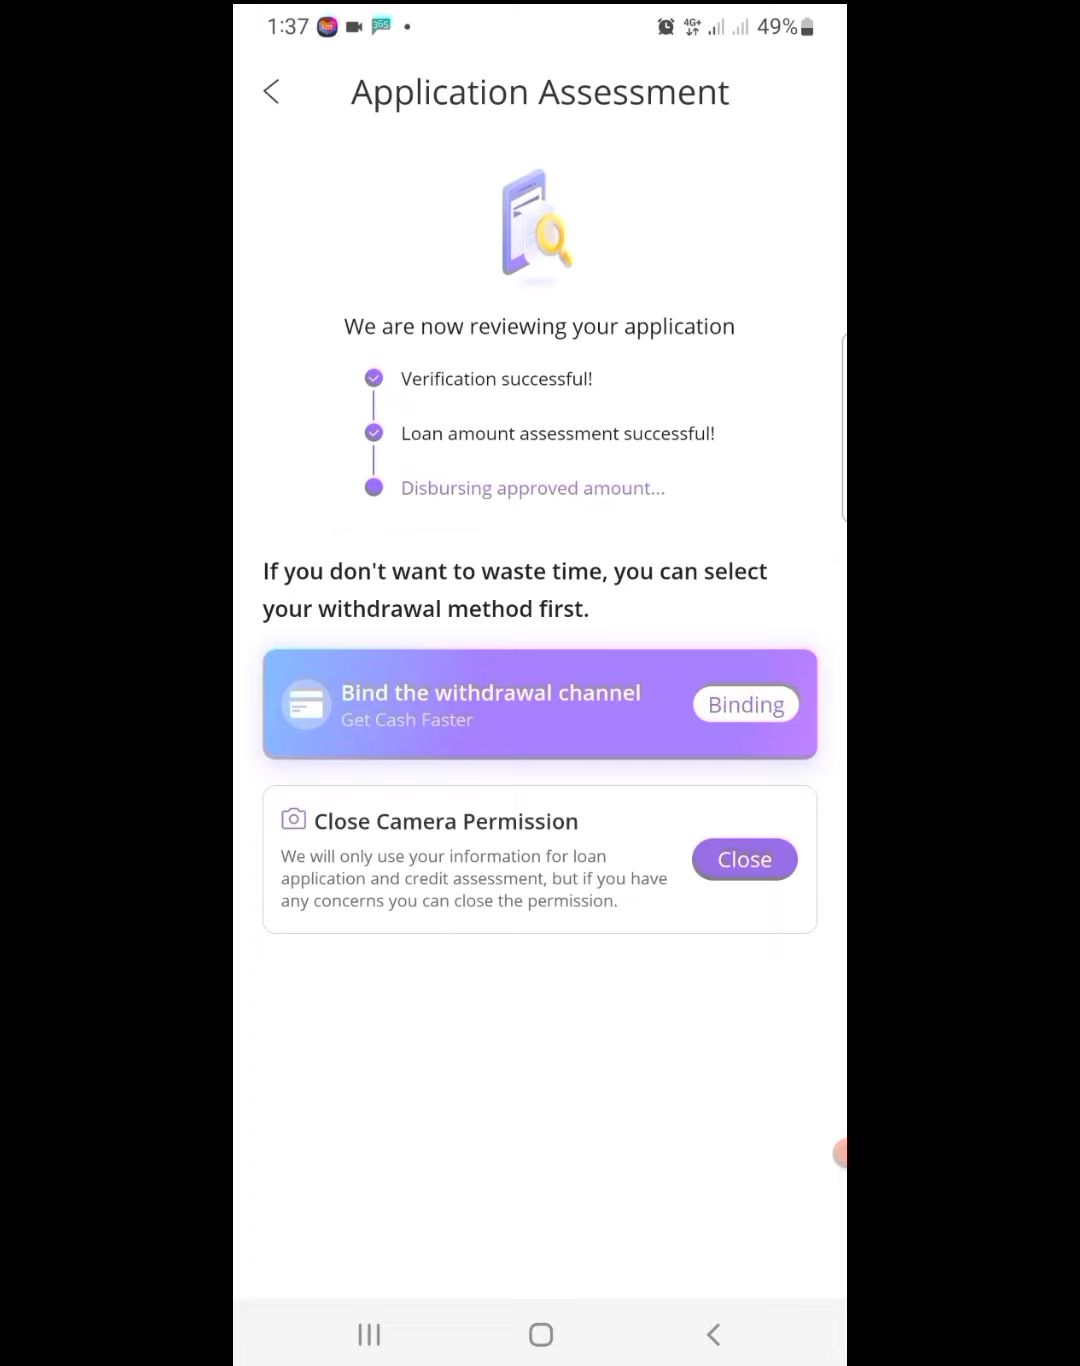 1:37
365
4G+
49%
Application Assessment
We are now reviewing your application
Verification successful!
Loan amount assessment successful!
Disbursing approved amount...
If you don't want to waste time, you can select
your withdrawal method first.
Bind the withdrawal channel
Get Cash Faster
Binding
Close Camera Permission
We will only use your information for loan
application and credit assessment, but if you have
any concerns you can close the permission.
Close